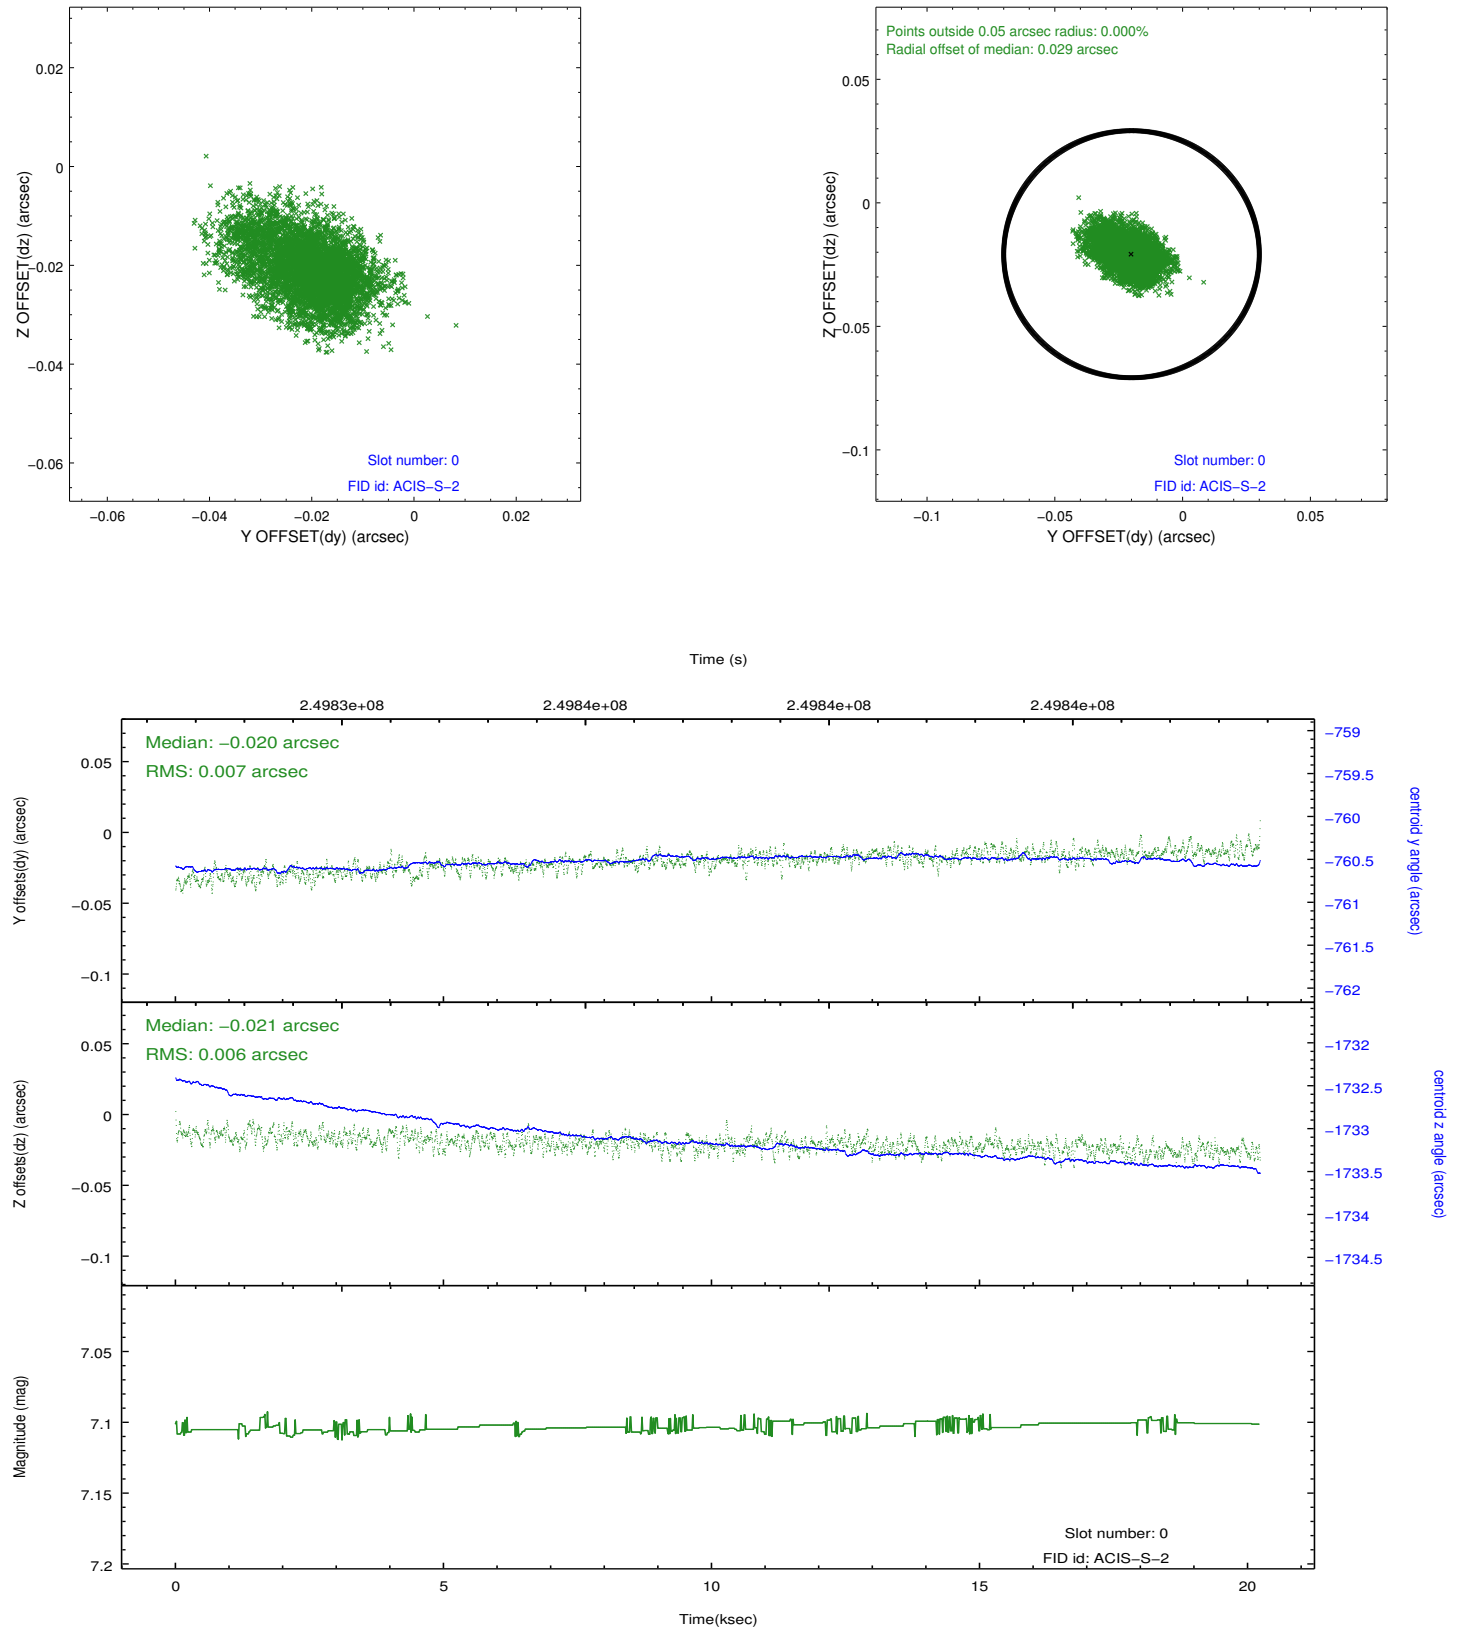 0.02
0
−0.02
−0.04
−0.06
Z OFFSET(dz) (arcsec)
Slot number: 0
FID id: ACIS−S−2
−0.06
−0.04
−0.02
0
0.02
Y OFFSET(dy) (arcsec)
Points outside 0.05 arcsec radius: 0.000%
Radial offset of median: 0.029 arcsec
0.05
0
−0.05
−0.1
Z OFFSET(dz) (arcsec)
Slot number: 0
FID id: ACIS−S−2
−0.1
−0.05
0
0.05
Y OFFSET(dy) (arcsec)
Time (s)
2.4983e+08
2.4984e+08
2.4984e+08
2.4984e+08
Median: −0.020 arcsec
RMS: 0.007 arcsec
0.05
0
−0.05
−0.1
Y offsets(dy) (arcsec)
−759
−759.5
−760
−760.5
−761
−761.5
−762
centroid y angle (arcsec)
Median: −0.021 arcsec
RMS: 0.006 arcsec
0.05
0
−0.05
−0.1
Z offsets(dz) (arcsec)
−1732
−1732.5
−1733
−1733.5
−1734
−1734.5
centroid z angle (arcsec)
7.05
7.1
7.15
7.2
Magnitude (mag)
Slot number: 0
FID id: ACIS−S−2
0
5
10
15
20
Time(ksec)